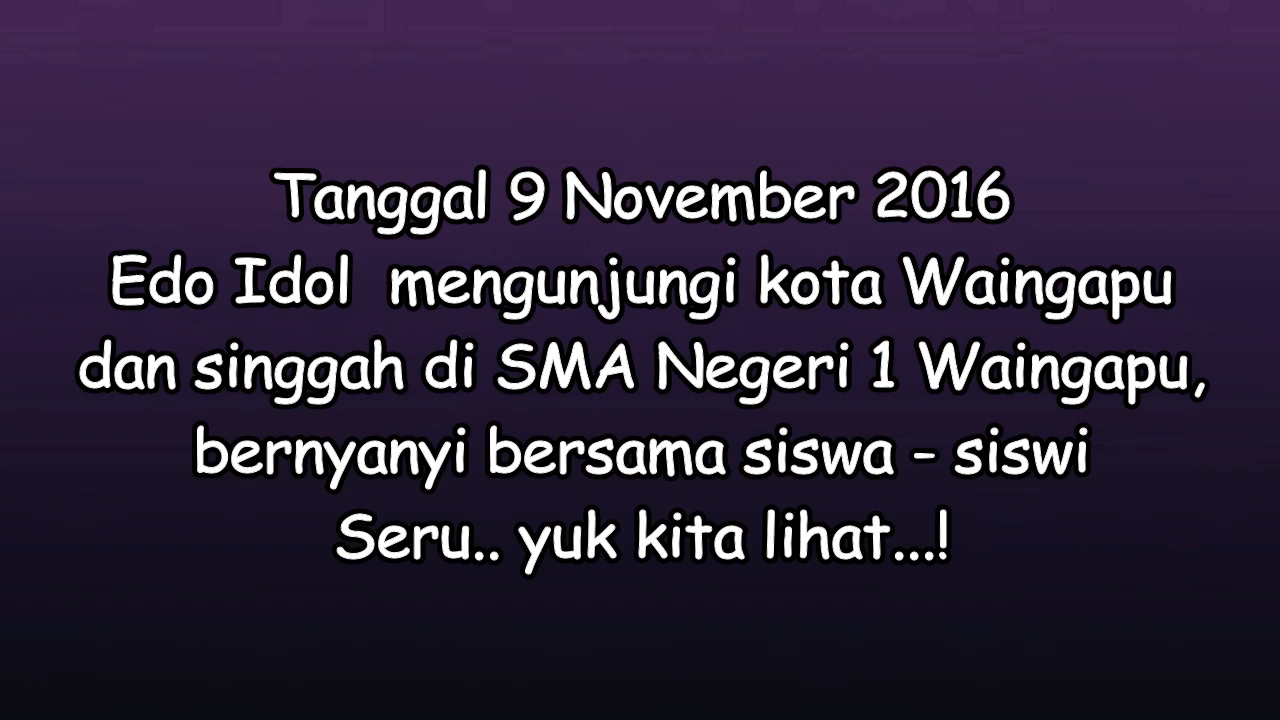 Tanggal 9 November 2016
Edo Idol  mengunjungi kota Waingapu
dan singgah di SMA Negeri 1 Waingapu,
bernyanyi bersama siswa - siswi
Seru.. yuk kita lihat...!